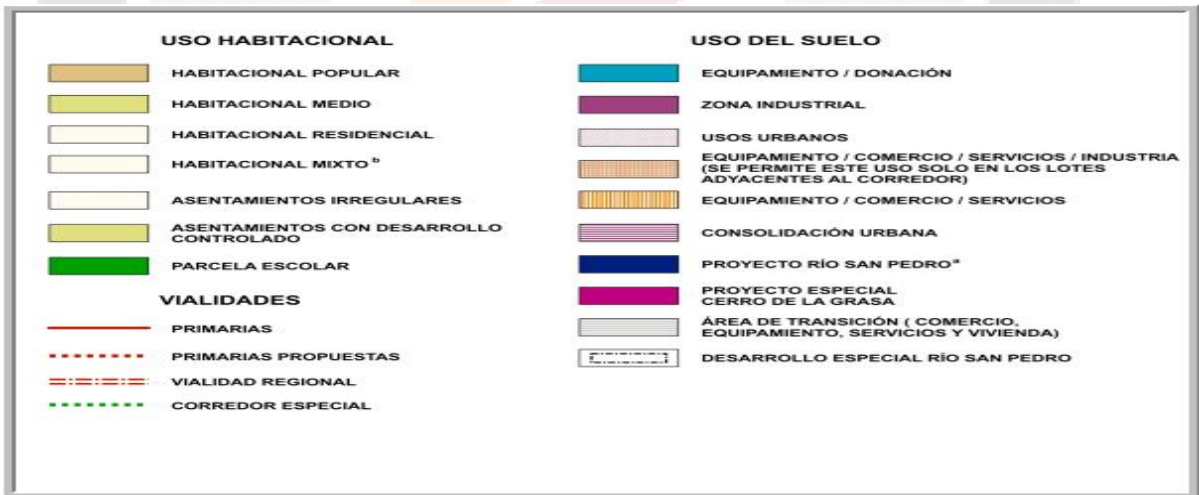 USO HABITACIONAL
HABITACIONAL POPULAR
HABITACIONAL MEDIO
HABITACIONAL RESIDENCIAL
HABITACIONAL MIXTO b
ASENTAMIENTOS IRREGULARES
ASENTAMIENTOS CON DESARROLLO
CONTROLADO
PARCELA ESCOLAR
VIALIDADES
PRIMARIAS
PRIMARIAS PROPUESTAS
VIALIDAD REGIONAL
CORREDOR ESPECIAL
USO DEL SUELO
EQUIPAMIENTO / DONACIÓN
ZONA INDUSTRIAL
USOS URBANOS
EQUIPAMIENTO / COMERCIO / SERVICIOS / INDUSTRIA
(SE PERMITE ESTE USO SOLO EN LOS LOTES
ADYACENTES AL CORREDOR)
EQUIPAMIENTO / COMERCIO / SERVICIOS
CONSOLIDACIÓN URBANA
PROYECTO RÍO SAN PEDROª
PROYECTO ESPECIAL
CERRO DE LA GRASA
ÁREA DE TRANSICIÓN ( COMERCIO,
EQUIPAMIENTO, SERVICIOS Y VIVIENDA)
DESARROLLO ESPECIAL RÍO SAN PEDRO